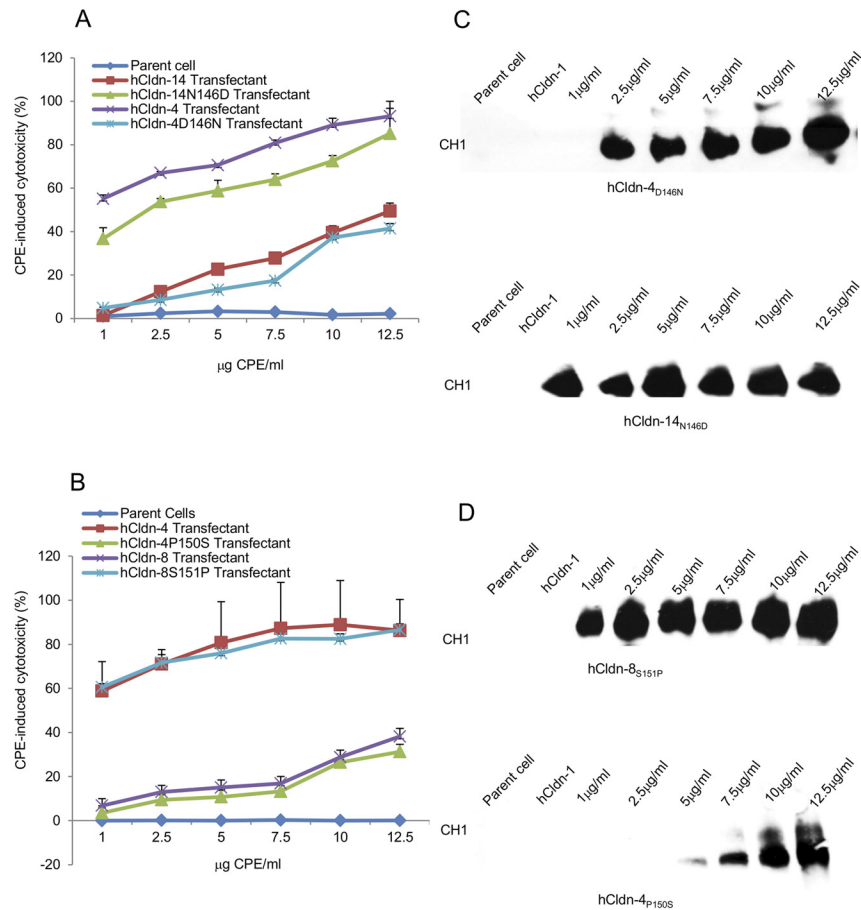 A
Parent cell
hCldn-14 Transfectant
hCldn-14N146D Transfectant
hCldn-4 Transfectant
hCldn-4D146N Transfectant
CPE-induced cytotoxicity (%)
120
100
80
60
40
20
0
1 2.5 5 7.5 10 12.5
µg CPE/ml
B
Parent Cells
hCldn-4 Transfectant
hCldn-4P150S Transfectant
hCldn-8 Transfectant
hCldn-8S151P Transfectant
CPE-induced cytotoxicity (%)
120
100
80
60
40
20
0
-20
1 2.5 5 7.5 10 12.5
µg CPE/ml
C
Parent cell hCldn-1 1µg/ml 2.5µg/ml 5µg/ml 7.5µg/ml 10µg/ml 12.5µg/ml
CH1
hCldn-4D146N
Parent cell hCldn-1 1µg/ml 2.5µg/ml 5µg/ml 7.5µg/ml 10µg/ml 12.5µg/ml
CH1
hCldn-14N146D
D
Parent cell hCldn-1 1µg/ml 2.5µg/ml 5µg/ml 7.5µg/ml 10µg/ml 12.5µg/ml
CH1
hCldn-8S151P
Parent cell hCldn-1 1µg/ml 2.5µg/ml 5µg/ml 7.5µg/ml 10µg/ml 12.5µg/ml
CH1
hCldn-4P150S